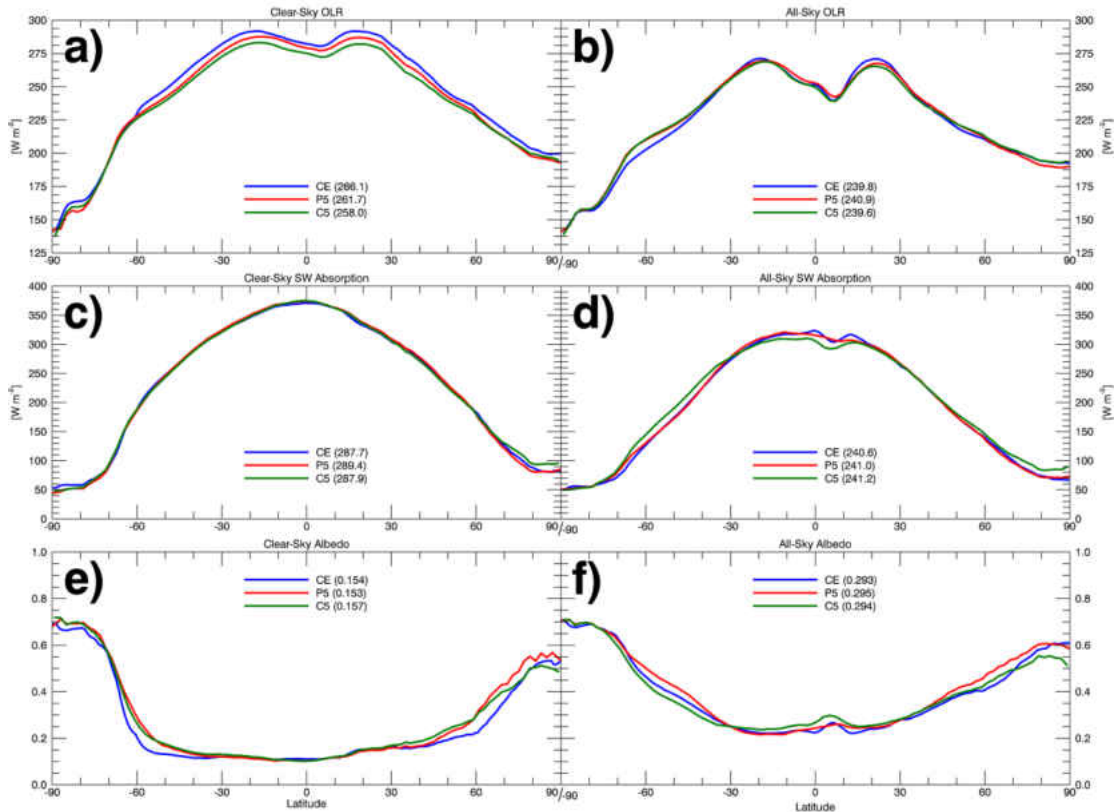 Clear-Sky OLR
All-Sky OLR
a)
b)
300
275
250
225
200
175
150
125
[W m⁻²]
CE (266.1)
P5 (261.7)
C5 (258.0)
-90
-60
-30
0
30
60
90
CE (239.8)
P5 (240.9)
C5 (239.6)
300
275
250
225
200
175
150
125
[W m⁻²]
/-90
-60
-30
0
30
60
90
Clear-Sky SW Absorption
All-Sky SW Absorption
c)
d)
400
350
300
250
200
150
100
50
0
[W m⁻²]
CE (287.7)
P5 (289.4)
C5 (287.9)
-90
-60
-30
0
30
60
90
CE (240.6)
P5 (241.0)
C5 (241.2)
400
350
300
250
200
150
100
50
0
[W m⁻²]
/-90
-60
-30
0
30
60
90
Clear-Sky Albedo
All-Sky Albedo
e)
f)
1.0
0.8
0.6
0.4
0.2
0.0
CE (0.154)
P5 (0.153)
C5 (0.157)
-90
-60
-30
0
30
60
90
Latitude
CE (0.293)
P5 (0.295)
C5 (0.294)
1.0
0.8
0.6
0.4
0.2
0.0
/-90
-60
-30
0
30
60
90
Latitude